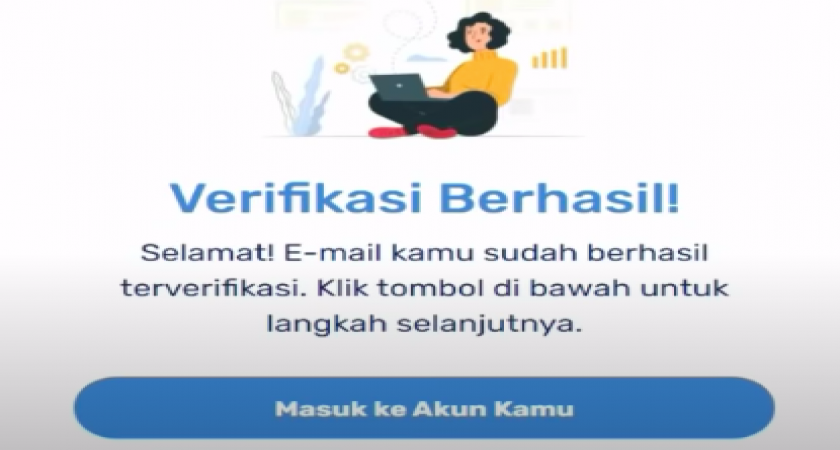 Verifikasi Berhasil!
Selamat! E-mail kamu sudah berhasil
terverifikasi. Klik tombol di bawah untuk
langkah selanjutnya.
Masuk ke Akun Kamu